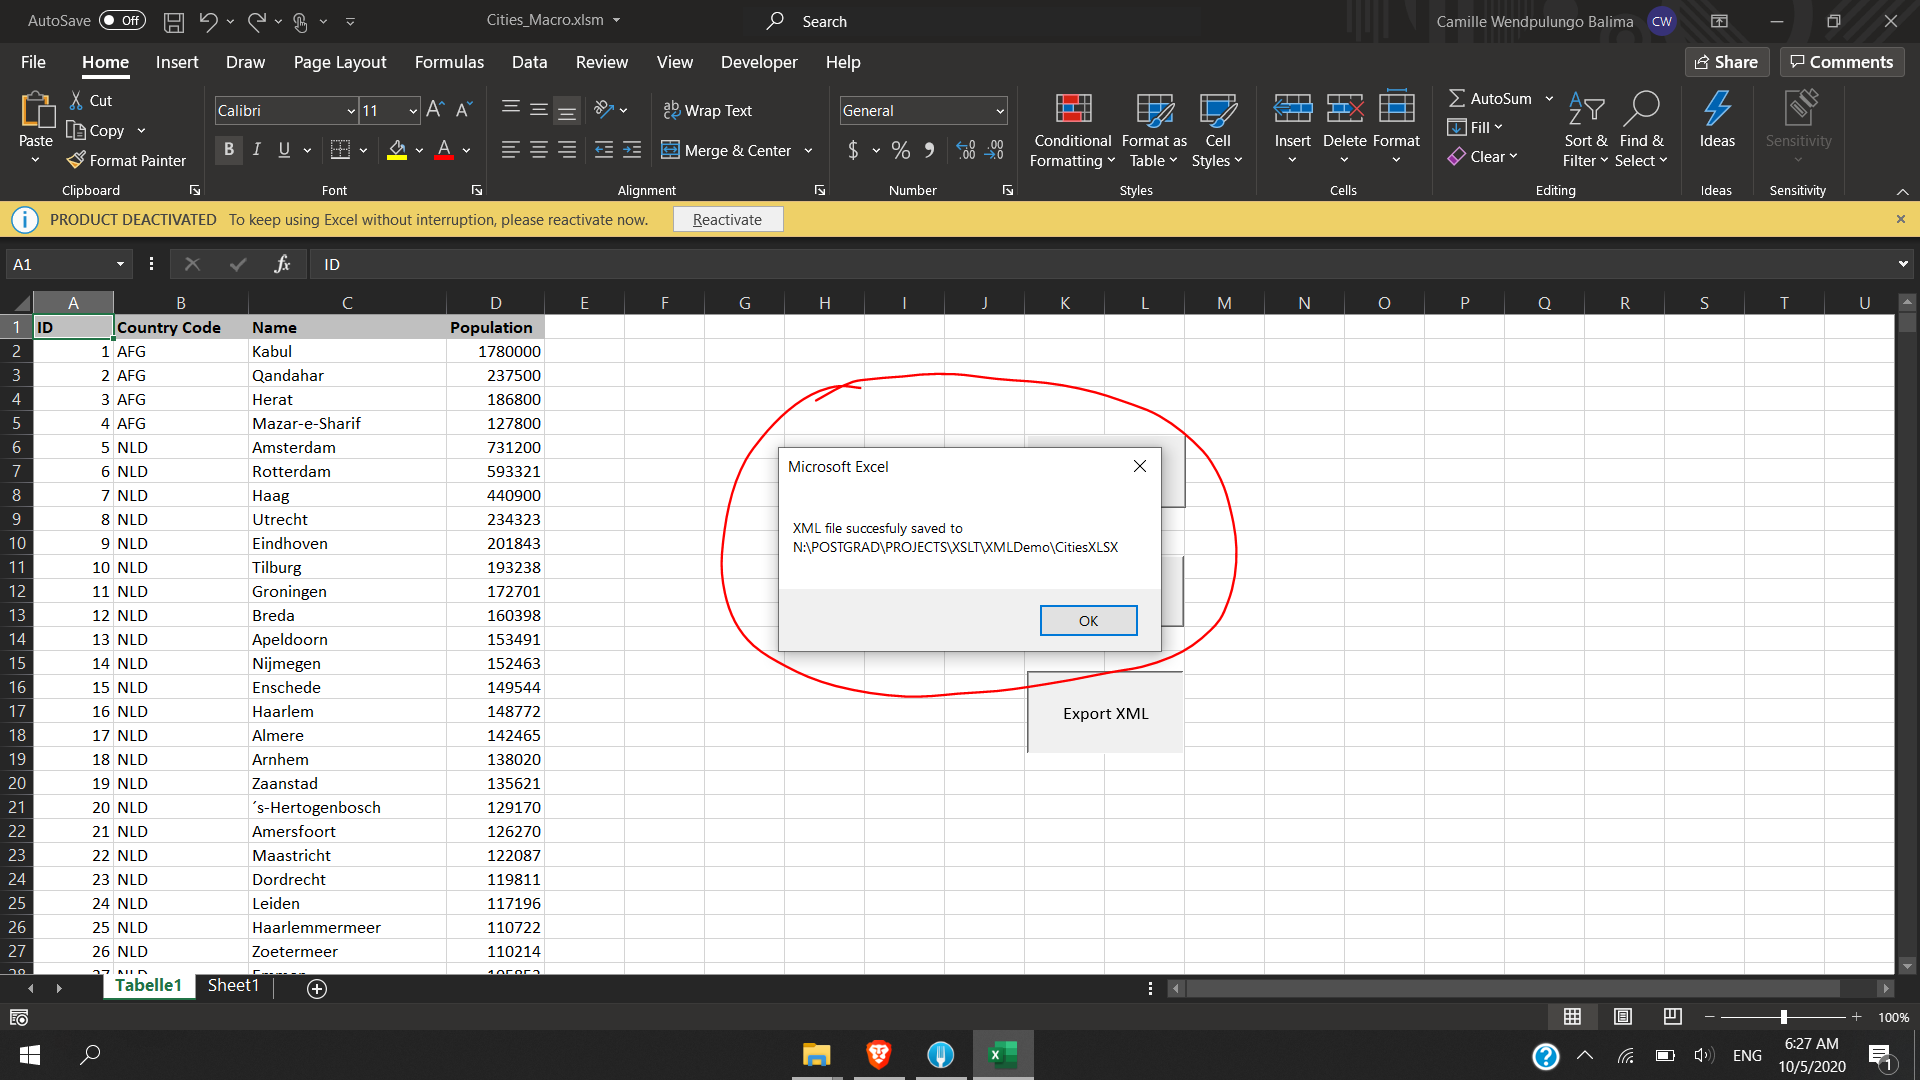 AutoSave Off Cities_Macro.xlsm Search Camille Wendpulungo Balima CW
File Home Insert Draw Page Layout Formulas Data Review View Developer Help Share Comments
Paste Cut Copy Format Painter Clipboard
Calibri 11 B I U A Font
Wrap Text Merge & Center Alignment
General $ % Number
Conditional Formatting Format as Table Cell Styles Styles
Insert Delete Format Cells
AutoSum Fill Clear Sort & Filter Find & Select Editing
Ideas Ideas
Sensitivity Sensitivity
PRODUCT DEACTIVATED To keep using Excel without interruption, please reactivate now. Reactivate
A1 fx ID
A B C D E F G H I J K L M N O P Q R S T U
1 ID Country Code Name Population
2 1 AFG Kabul 1780000
3 2 AFG Qandahar 237500
4 3 AFG Herat 186800
5 4 AFG Mazar-e-Sharif 127800
6 5 NLD Amsterdam 731200
7 6 NLD Rotterdam 593321
8 7 NLD Haag 440900
9 8 NLD Utrecht 234323
10 9 NLD Eindhoven 201843
11 10 NLD Tilburg 193238
12 11 NLD Groningen 172701
13 12 NLD Breda 160398
14 13 NLD Apeldoorn 153491
15 14 NLD Nijmegen 152463
16 15 NLD Enschede 149544
17 16 NLD Haarlem 148772
18 17 NLD Almere 142465
19 18 NLD Arnhem 138020
20 19 NLD Zaanstad 135621
21 20 NLD ´s-Hertogenbosch 129170
22 21 NLD Amersfoort 126270
23 22 NLD Maastricht 122087
24 23 NLD Dordrecht 119811
25 24 NLD Leiden 117196
26 25 NLD Haarlemmermeer 110722
27 26 NLD Zoetermeer 110214
Microsoft Excel
XML file succesfuly saved to
N:\POSTGRAD\PROJECTS\XSLT\XMLDemo\CitiesXLSX
OK
Export XML
Tabelle1 Sheet1
100%
ENG 6:27 AM
10/5/2020 1